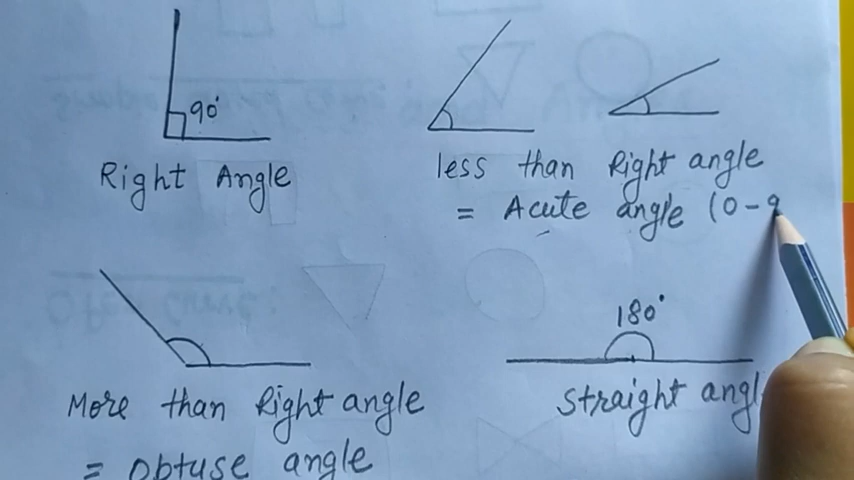 90°
Right Angle
less than Right angle
= Acute angle (0-9
180°
More than Right angle
= Obtuse angle
Straight angl